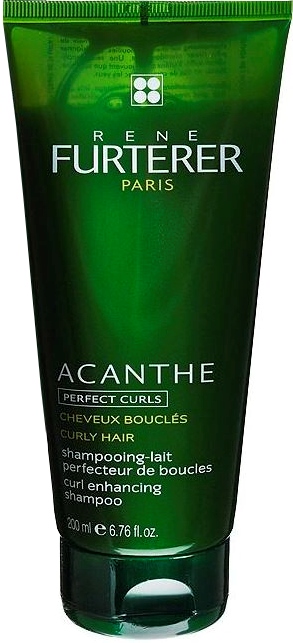 RENE
FURTERER
PARIS
ACANTHE
PERFECT CURLS
CHEVEUX BOUCLÉS
CURLY HAIR
shampooing-lait
perfecteur de boucles
curl enhancing
shampoo
200 ml e 6.76 fl. oz.